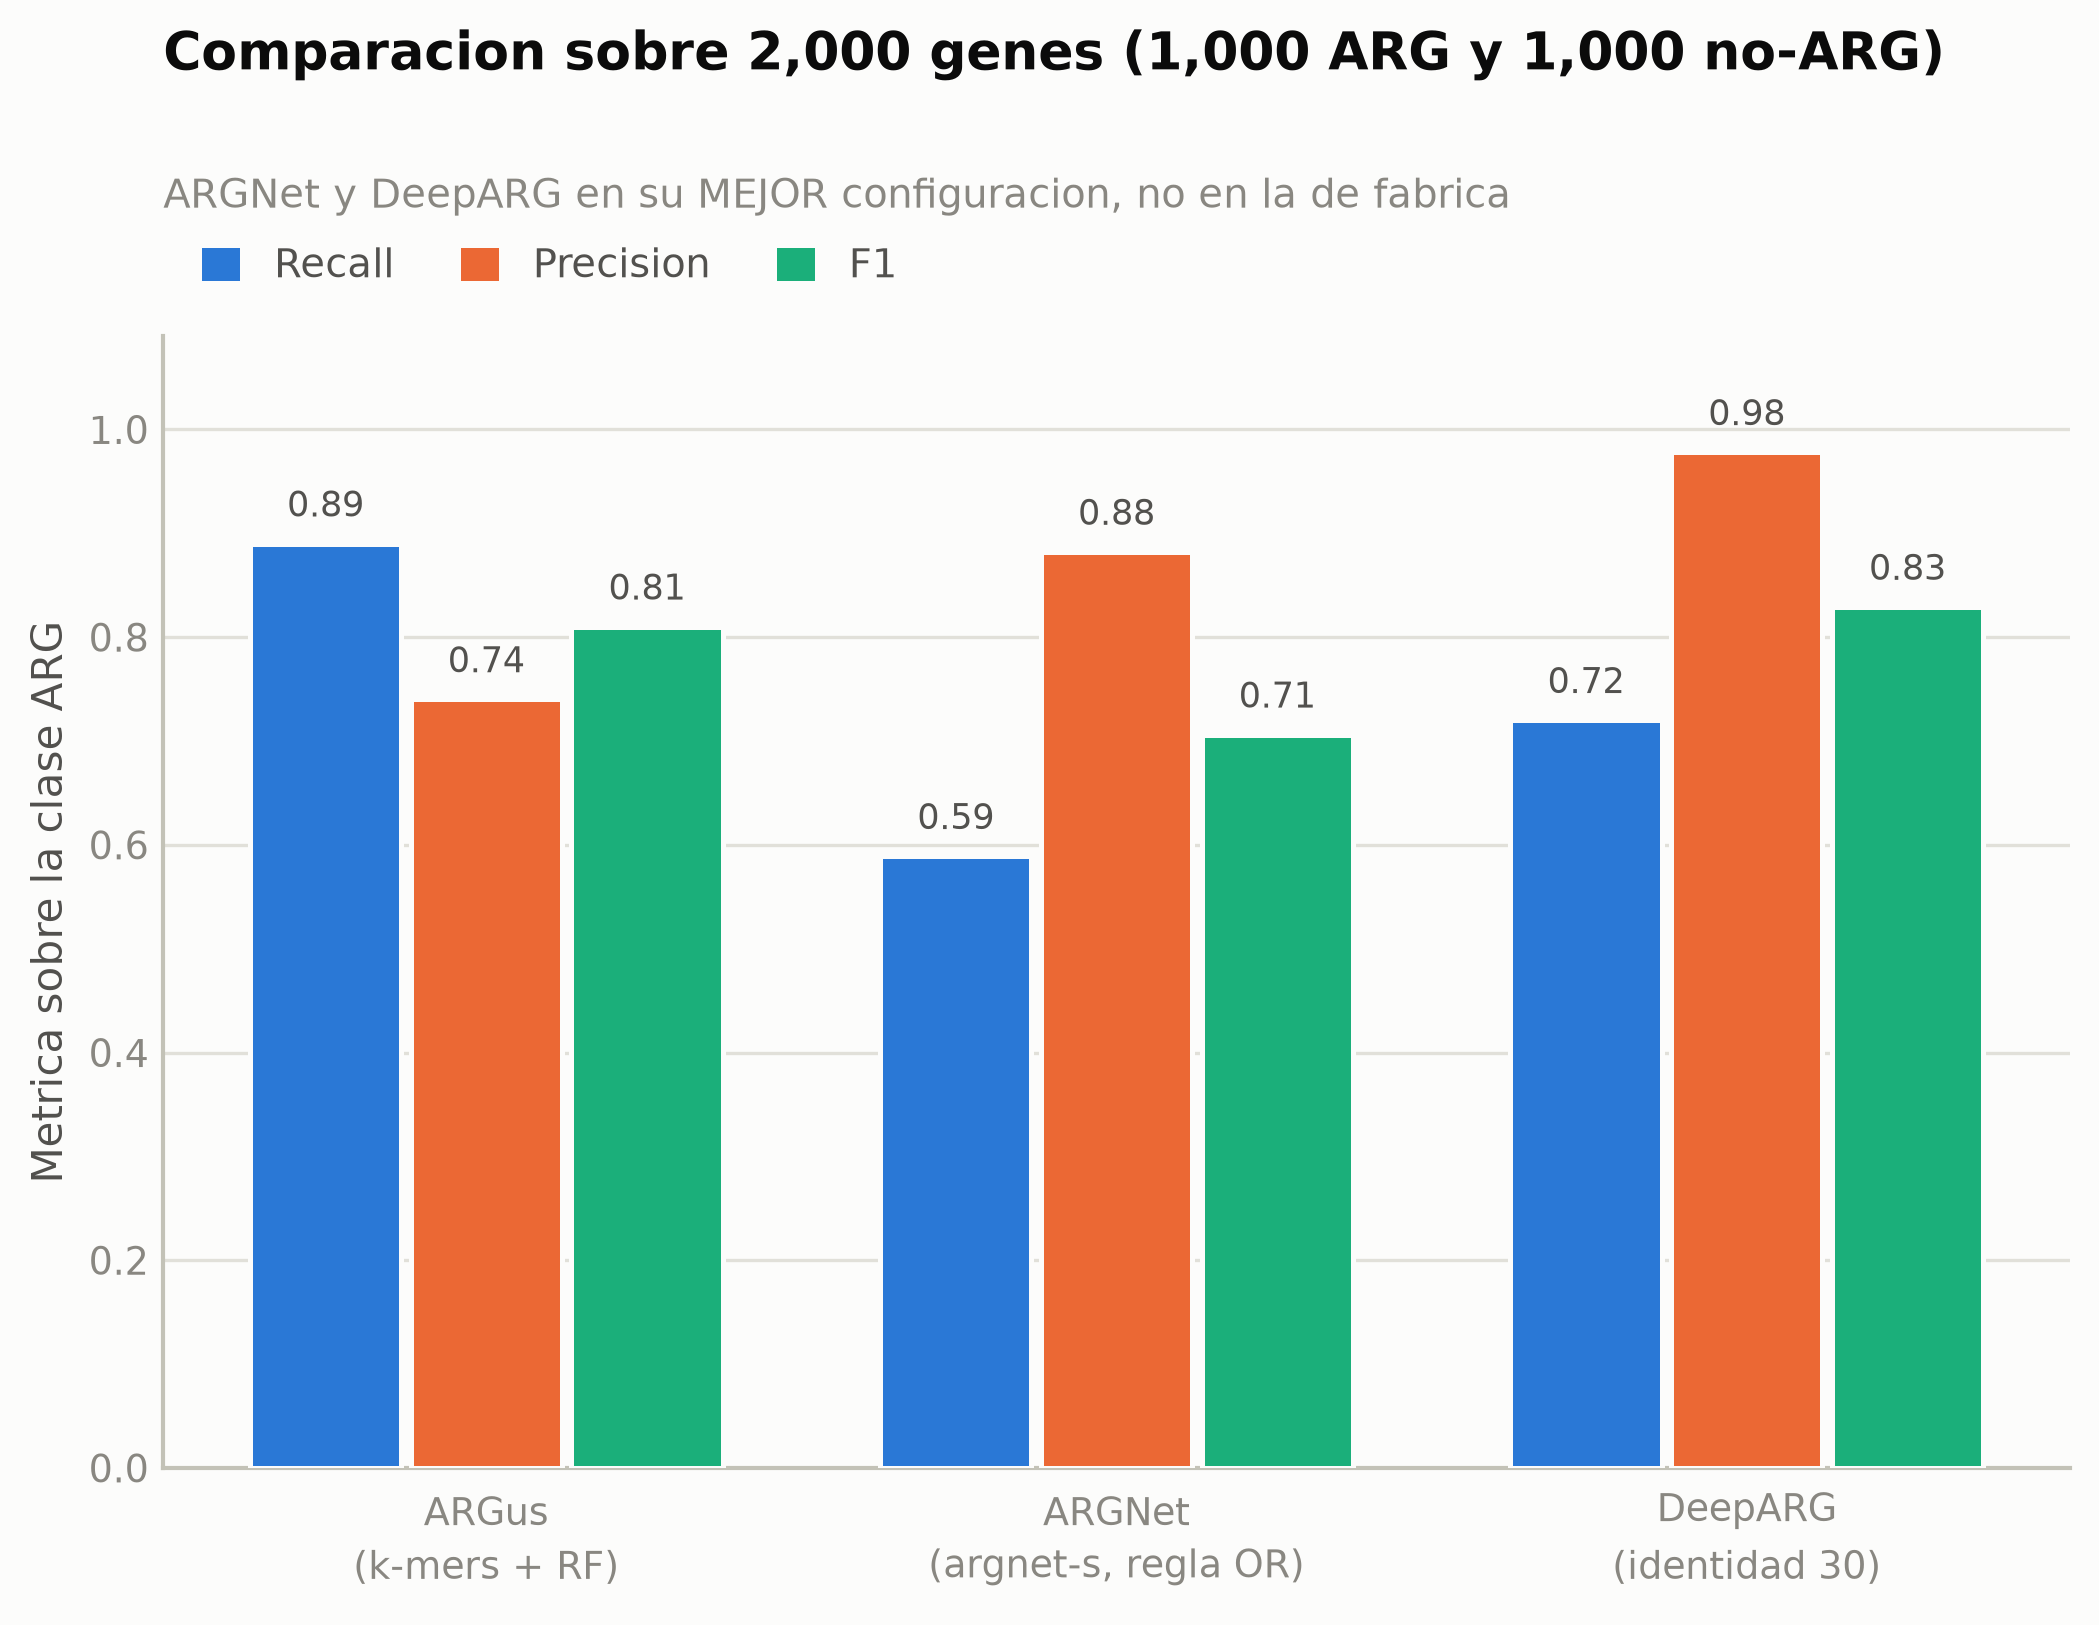 Comparacion sobre 2,000 genes (1,000 ARG y 1,000 no-ARG)
ARGNet y DeepARG en su MEJOR configuracion, no en la de fabrica
Recall
Precision
F1
Metrica sobre la clase ARG
1.0
0.8
0.6
0.4
0.2
0.0
0.89
0.74
0.81
0.59
0.88
0.71
0.72
0.98
0.83
ARGus
(k-mers + RF)
ARGNet
(argnet-s, regla OR)
DeepARG
(identidad 30)